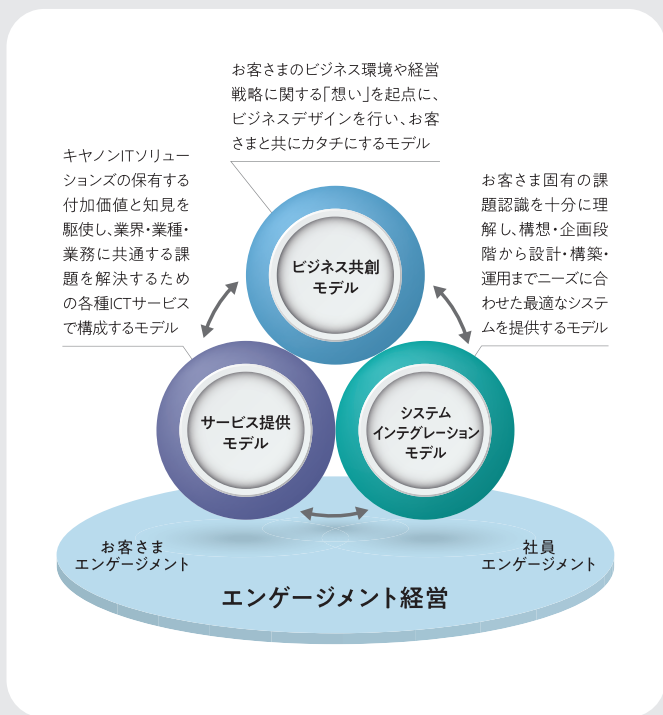 お客さまのビジネス環境や経営
戦略に関する「想い」を起点に、
ビジネスデザインを行い、お客
さまと共にカタチにするモデル
キヤノンITソリュー
ションズの保有する
付加価値と知見を
駆使し、業界・業種・
業務に共通する課
題を解決するため
の各種ICTサービス
で構成するモデル
お客さま固有の課
題認識を十分に理
解し、構想・企画段
階から設計・構築・
運用までニーズに合
わせた最適なシステ
ムを提供するモデル
ビジネス共創
モデル
サービス提供
モデル
システム
インテグレーション
モデル
お客さま
エンゲージメント
社員
エンゲージメント
エンゲージメント経営